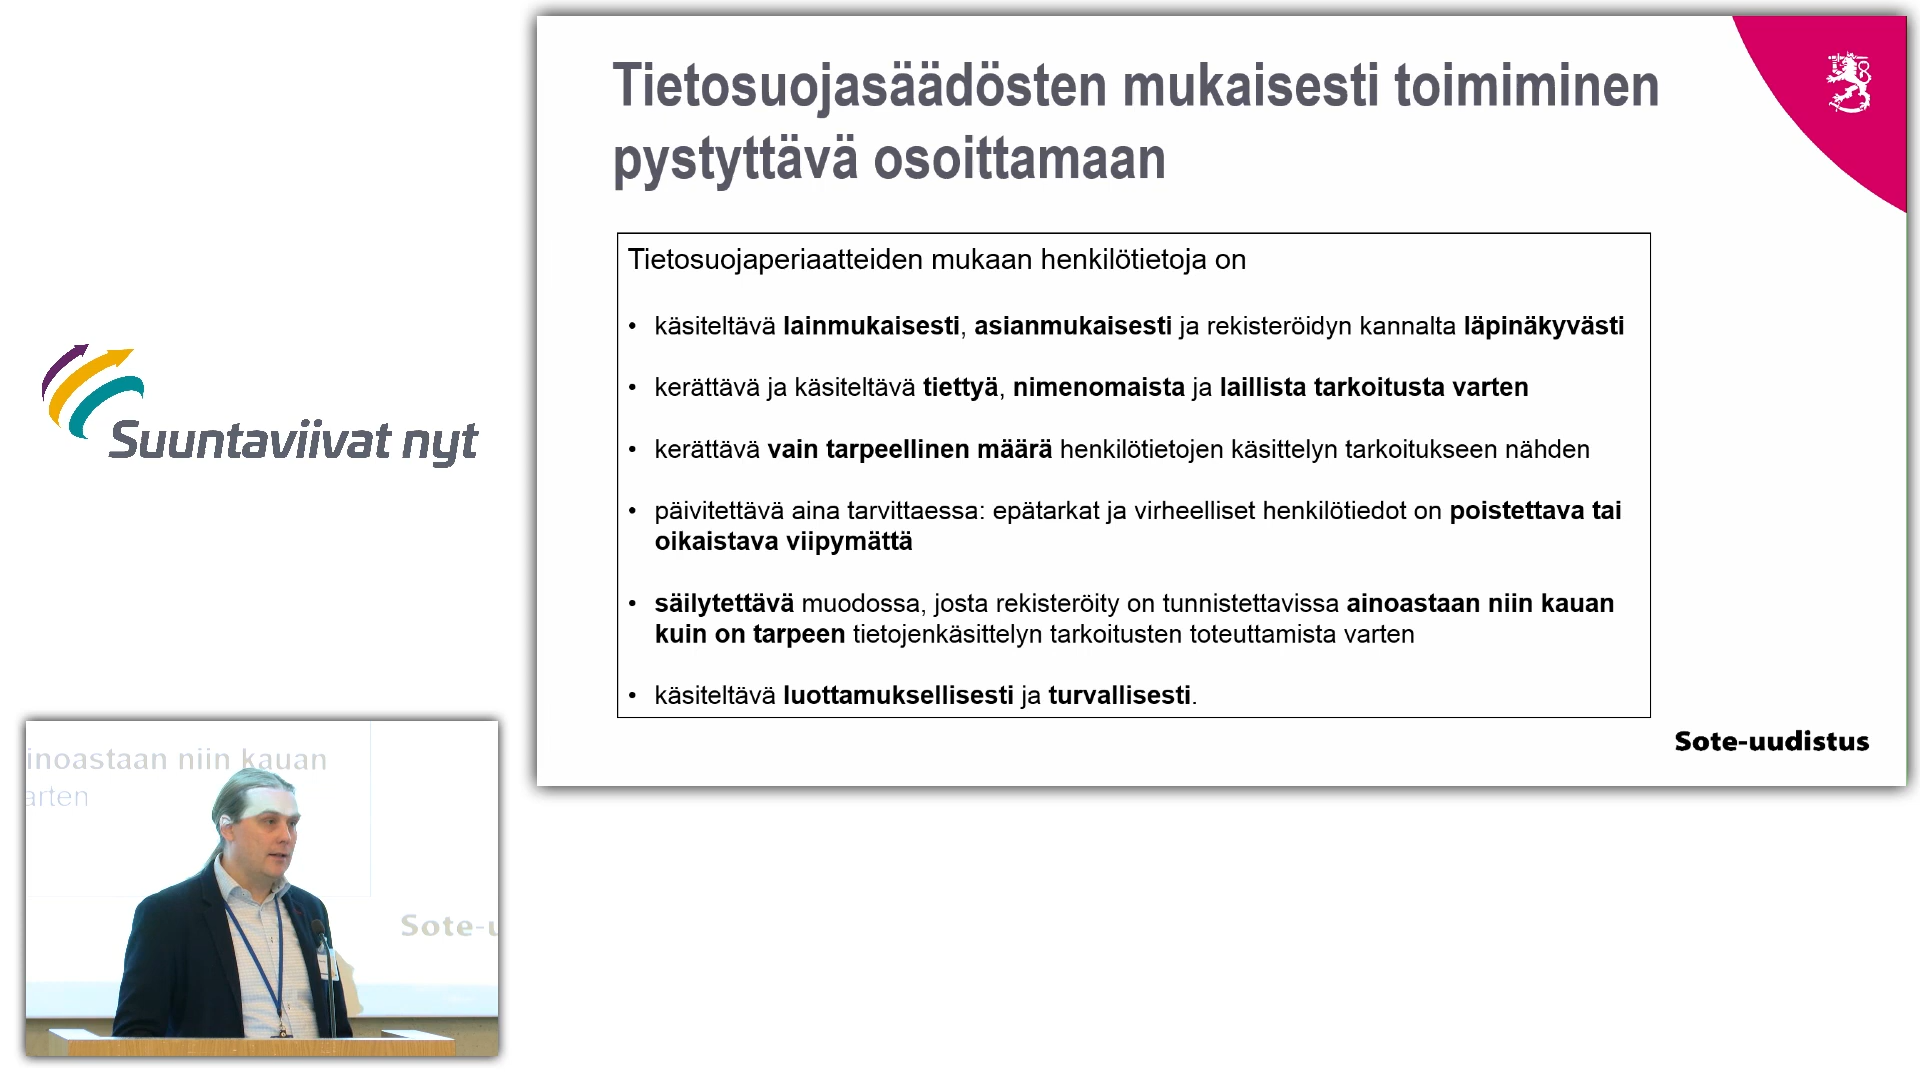 Tietosuojasäädösten mukaisesti toimiminen
pystyttävä osoittamaan
Tietosuojaperiaatteiden mukaan henkilötietoja on
• käsiteltävä lainmukaisesti, asianmukaisesti ja rekisteröidyn kannalta läpinäkyvästi
• kerättävä ja käsiteltävä tiettyä, nimenomaista ja laillista tarkoitusta varten
• kerättävä vain tarpeellinen määrä henkilötietojen käsittelyn tarkoitukseen nähden
• päivitettävä aina tarvittaessa: epätarkat ja virheelliset henkilötiedot on poistettava tai
oikaistava viipymättä
• säilytettävä muodossa, josta rekisteröity on tunnistettavissa ainoastaan niin kauan
kuin on tarpeen tietojenkäsittelyn tarkoitusten toteuttamista varten
• käsiteltävä luottamuksellisesti ja turvallisesti.
Sote-uudistus
Suuntaviivat nyt
inoastaan niin kauan
arten
Sote-u